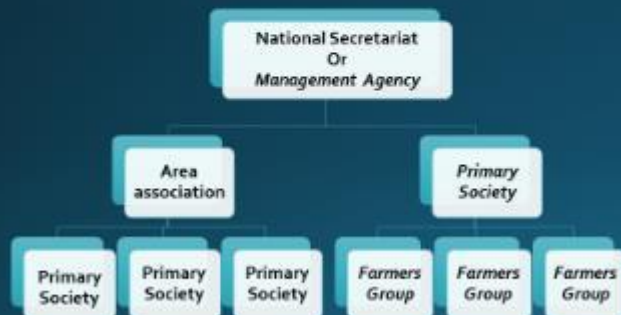 National Secretariat
Or
Management Agency
Area
association
Primary
Society
Primary
Society
Primary
Society
Primary
Society
Farmers
Group
Farmers
Group
Farmers
Group